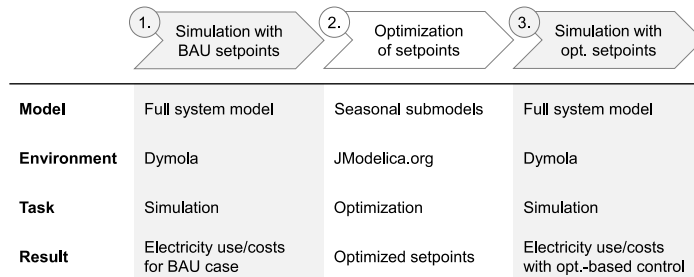 1.
Simulation with
BAU setpoints
2.
Optimization
of setpoints
3.
Simulation with
opt. setpoints
Model Full system model Seasonal submodels Full system model
Environment Dymola JModelica.org Dymola
Task Simulation Optimization Simulation
Result Electricity use/costs for BAU case Optimized setpoints Electricity use/costs with opt.-based control